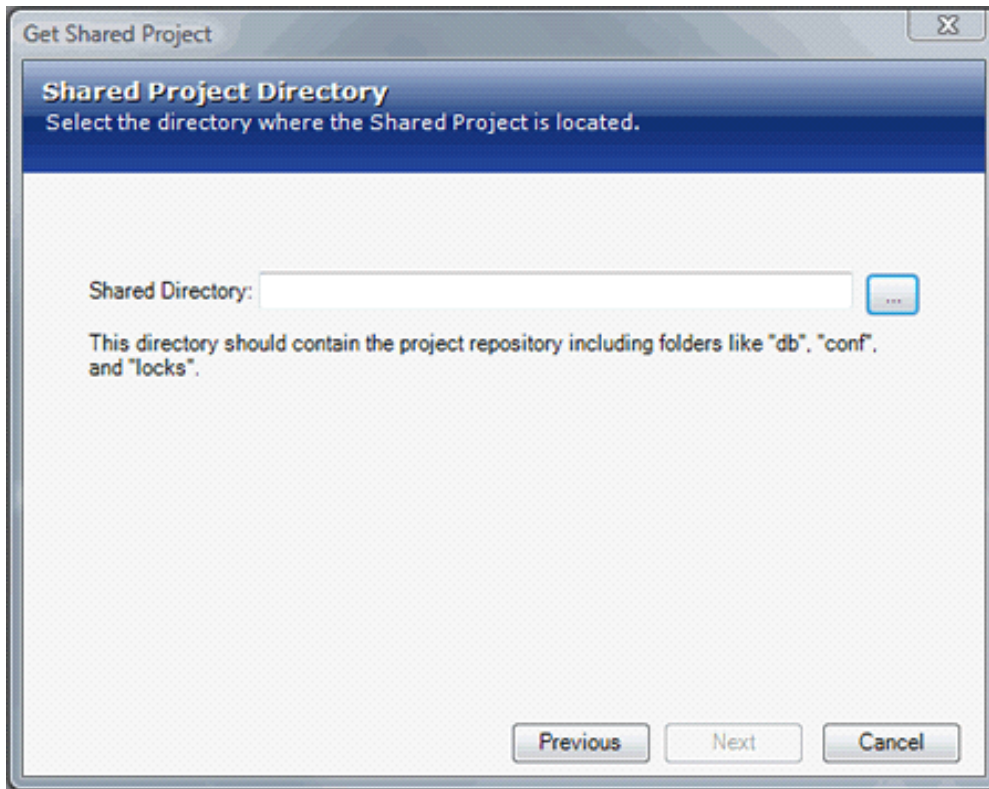 Get Shared Project
Shared Project Directory
Select the directory where the Shared Project is located.
Shared Directory:
...
This directory should contain the project repository including folders like "db", "conf",
and "locks".
Previous
Next
Cancel